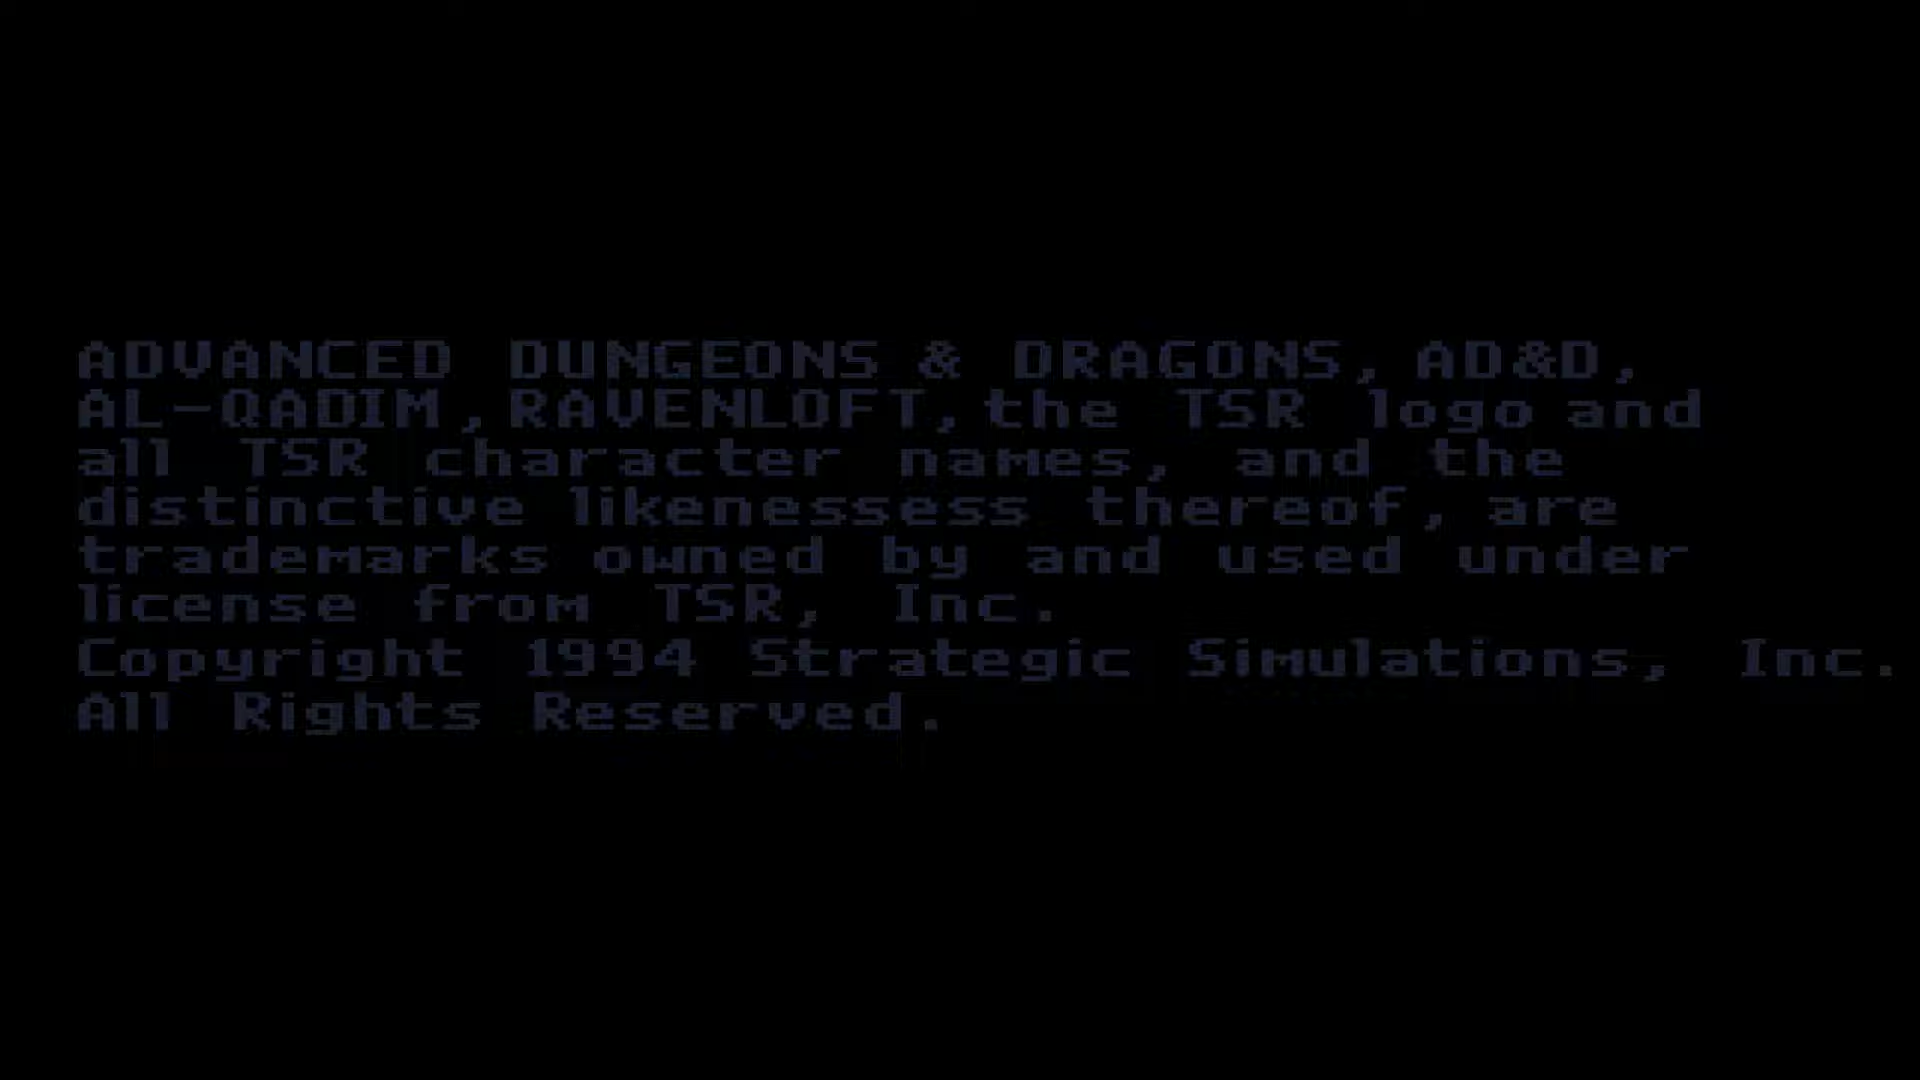 ADVANCED DUNGEONS & DRAGONS, AD&D,
AL-QADIM, RAVENLOFT, the TSR logo and
all TSR character names, and the
distinctive likenessess thereof, are
trademarks owned by and used under
license from TSR, Inc.
Copyright 1994 Strategic Simulations, Inc.
All Rights Reserved.